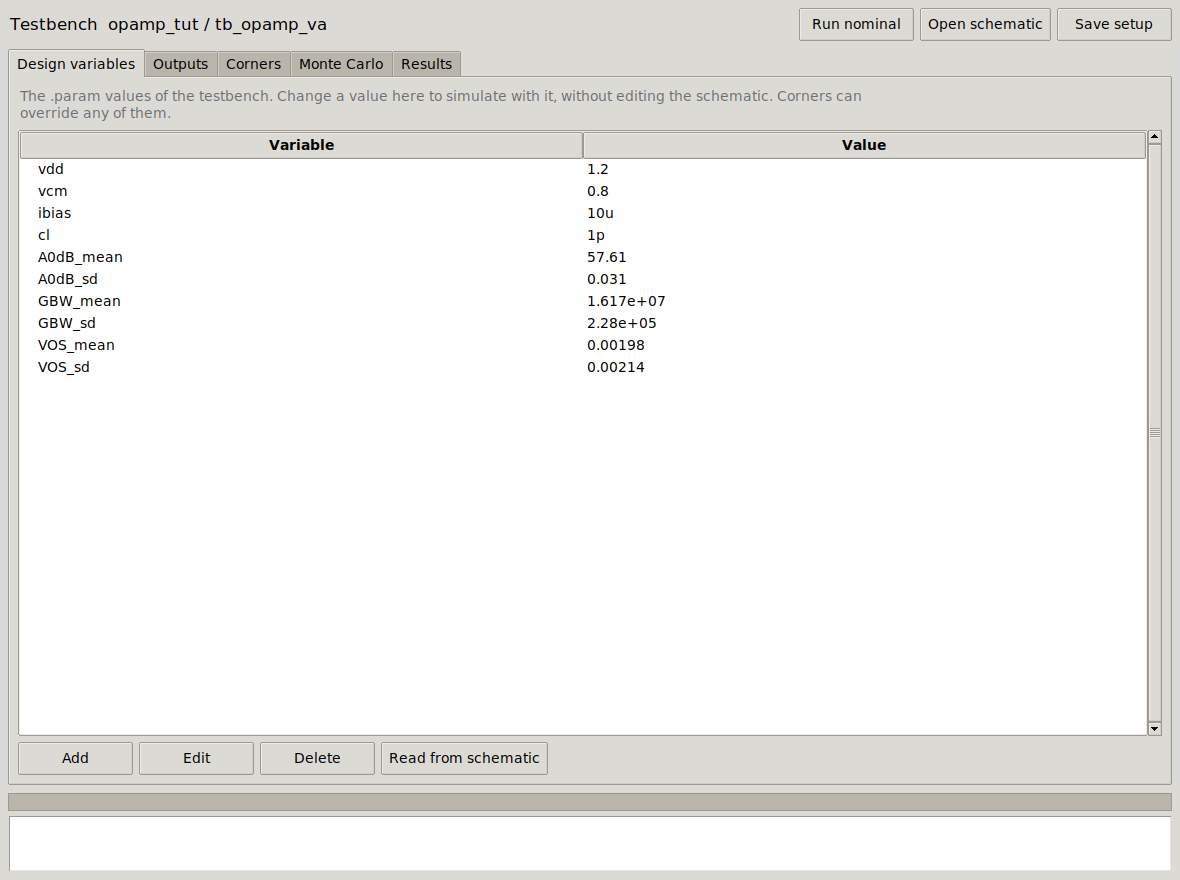 Testbench  opamp_tut / tb_opamp_va
Run nominal
Open schematic
Save setup
Design variables
Outputs
Corners
Monte Carlo
Results
The .param values of the testbench. Change a value here to simulate with it, without editing the schematic. Corners can
override any of them.
Variable Value
vdd 1.2
vcm 0.8
ibias 10u
cl 1p
A0dB_mean 57.61
A0dB_sd 0.031
GBW_mean 1.617e+07
GBW_sd 2.28e+05
VOS_mean 0.00198
VOS_sd 0.00214
Add
Edit
Delete
Read from schematic